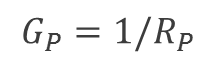 G_P = 1/R_P